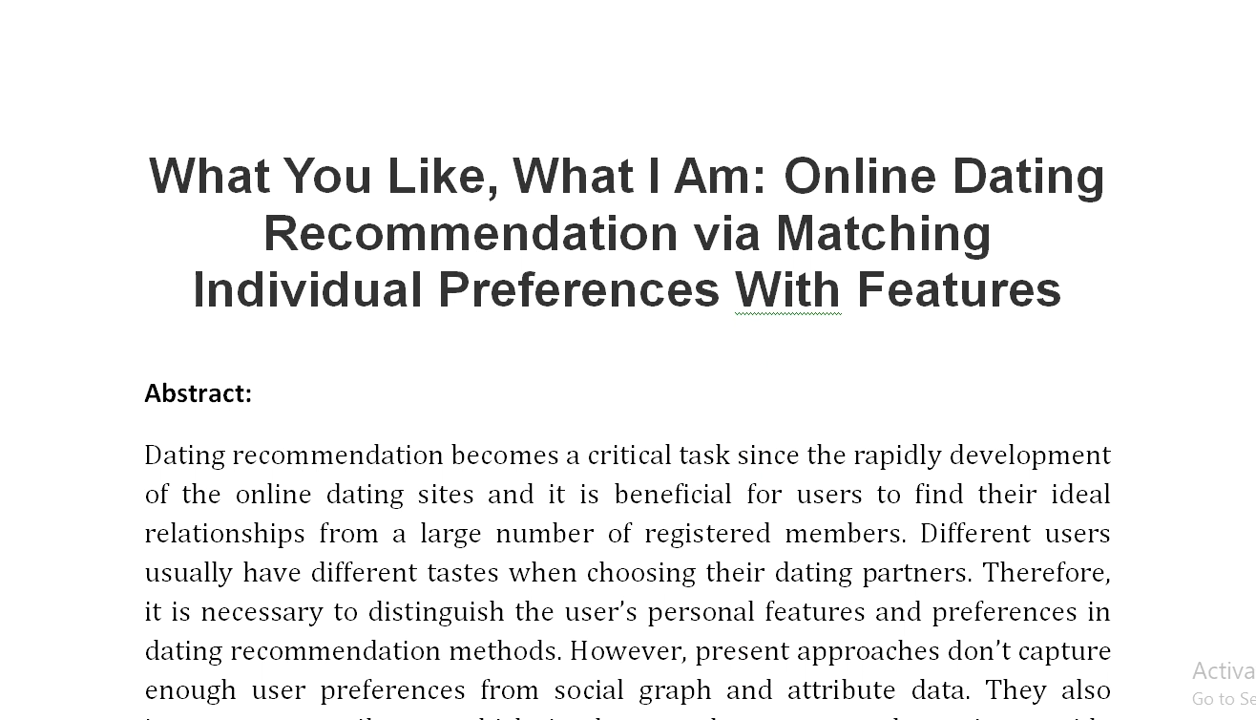 What You Like, What I Am: Online Dating
Recommendation via Matching
Individual Preferences With Features
Abstract:
Dating recommendation becomes a critical task since the rapidly development
of the online dating sites and it is beneficial for users to find their ideal
relationships from a large number of registered members. Different users
usually have different tastes when choosing their dating partners. Therefore,
it is necessary to distinguish the user’s personal features and preferences in
dating recommendation methods. However, present approaches don’t capture
enough user preferences from social graph and attribute data. They also
Activa
Go to Se